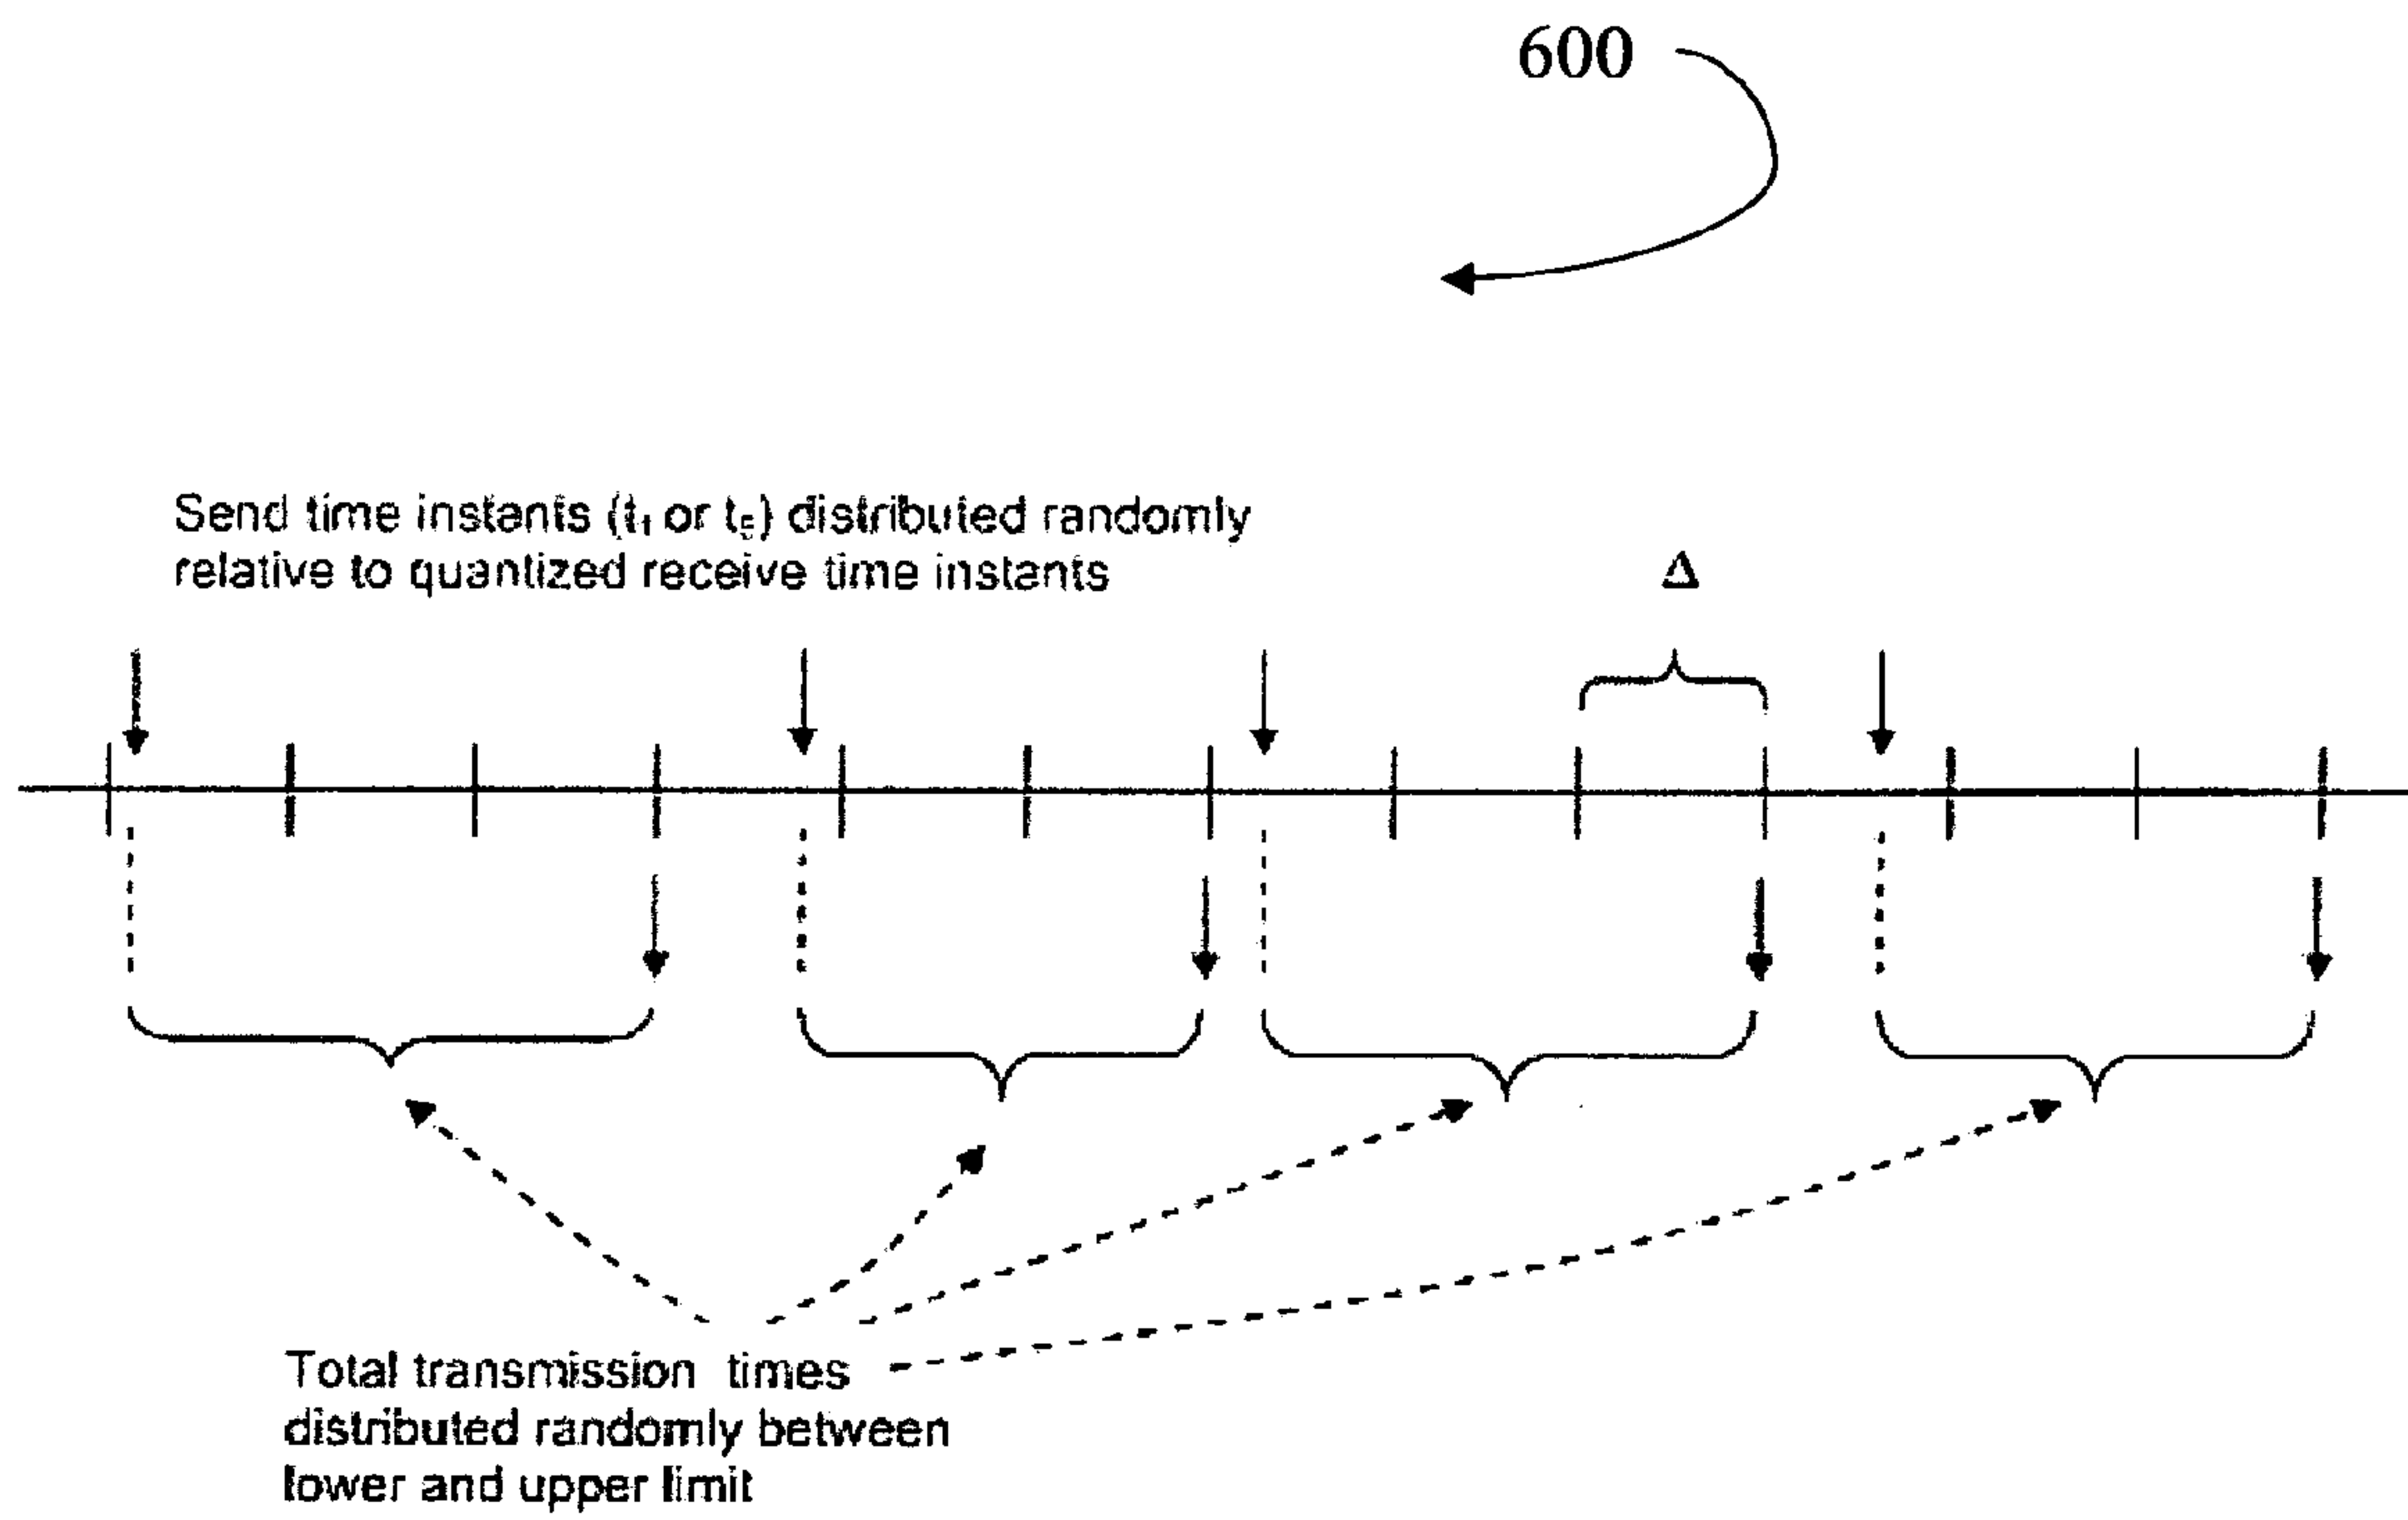 600
Send time instants (t₁ or t₅) distributed randomly
relative to quantized receive time instants
Δ
Total transmission times
distributed randomly between
lower and upper limit